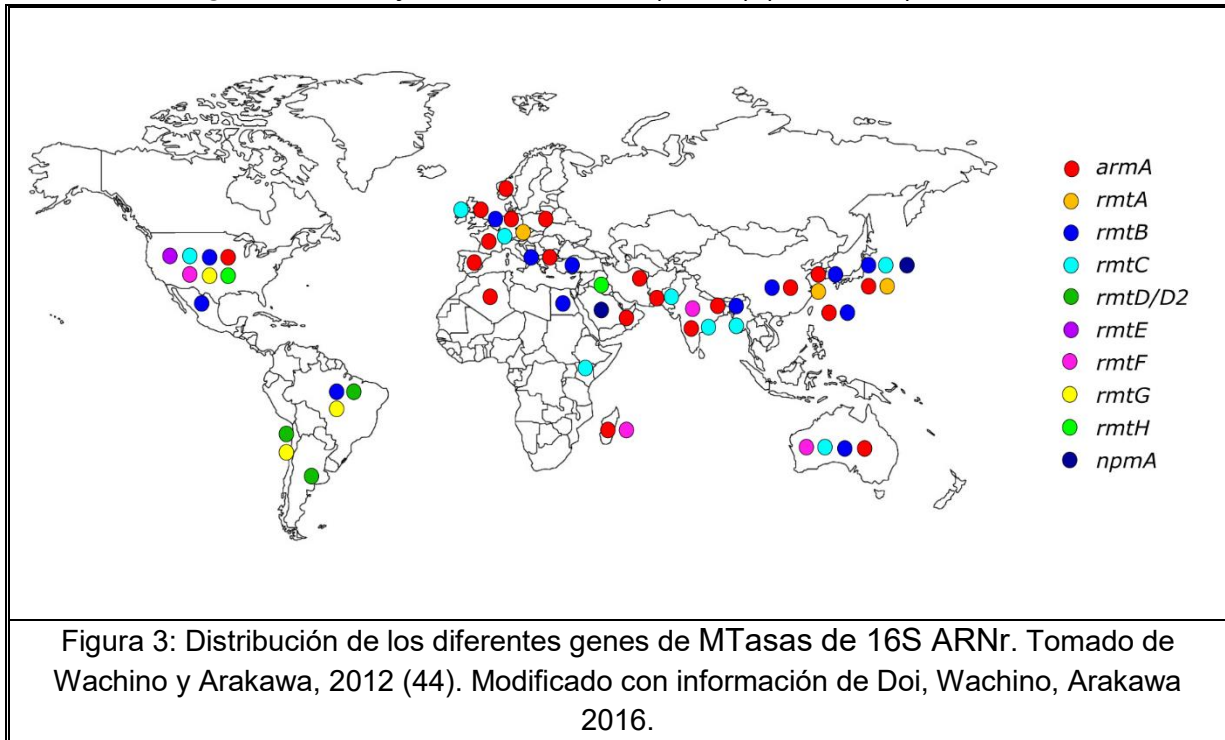 armA
rmtA
rmtB
rmtC
rmtD/D2
rmtE
rmtF
rmtG
rmtH
npmA
Figura 3: Distribución de los diferentes genes de MTasas de 16S ARNr. Tomado de
Wachino y Arakawa, 2012 (44). Modificado con información de Doi, Wachino, Arakawa
2016.